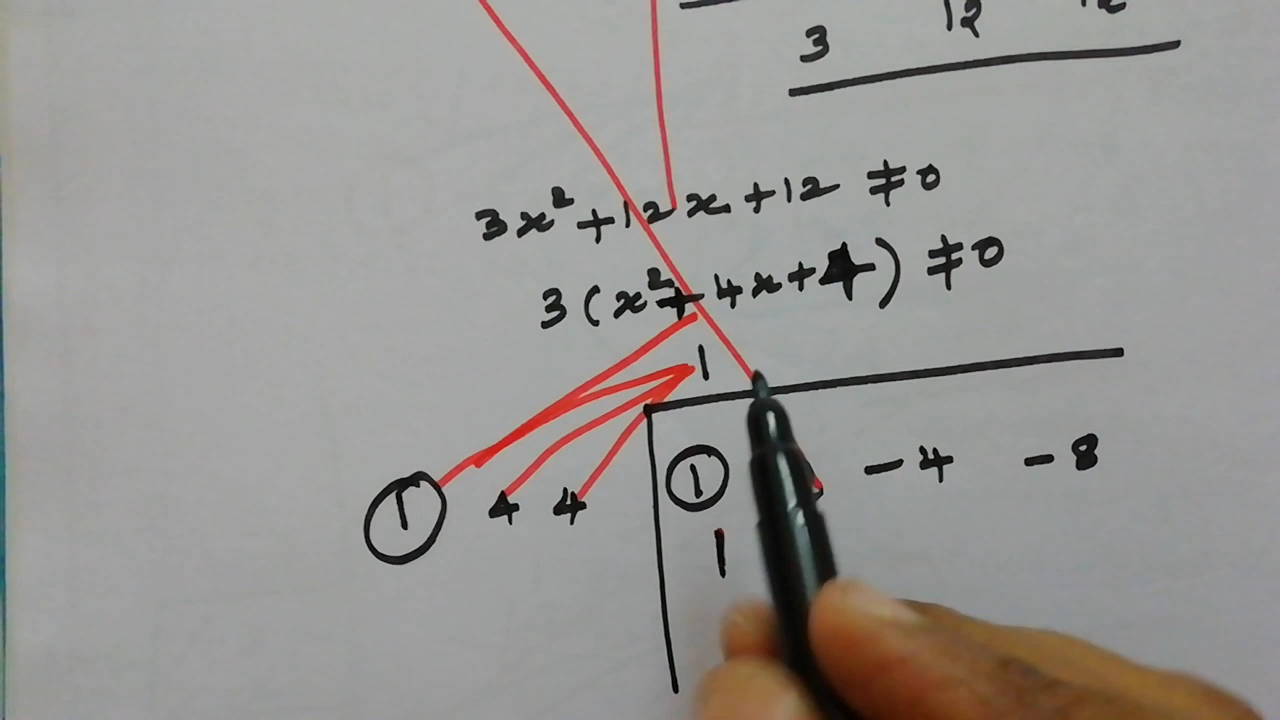 3 12 12
3x² + 12x + 12 ≠ 0
3(x² + 4x + 4) ≠ 0
1
1 4 4 1 -4 -8
1